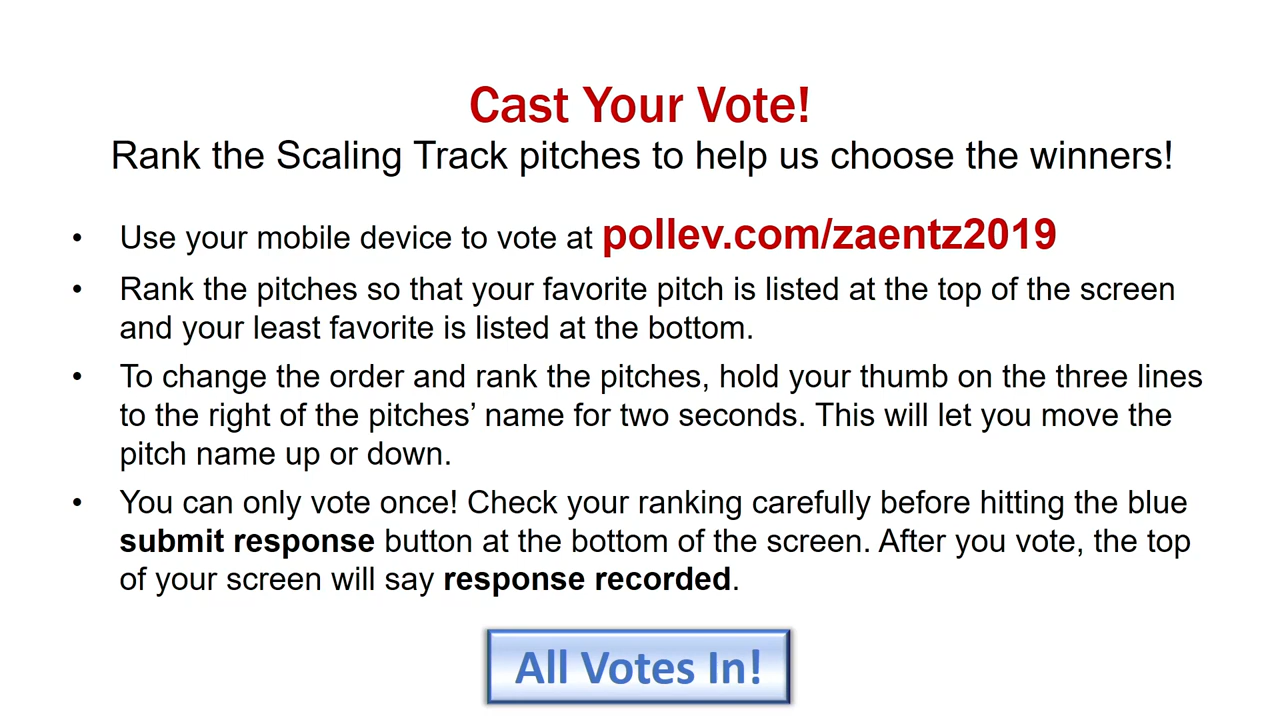 Cast Your Vote!
Rank the Scaling Track pitches to help us choose the winners!
• Use your mobile device to vote at pollev.com/zaentz2019
• Rank the pitches so that your favorite pitch is listed at the top of the screen
and your least favorite is listed at the bottom.
• To change the order and rank the pitches, hold your thumb on the three lines
to the right of the pitches’ name for two seconds. This will let you move the
pitch name up or down.
• You can only vote once! Check your ranking carefully before hitting the blue
submit response button at the bottom of the screen. After you vote, the top
of your screen will say response recorded.
All Votes In!